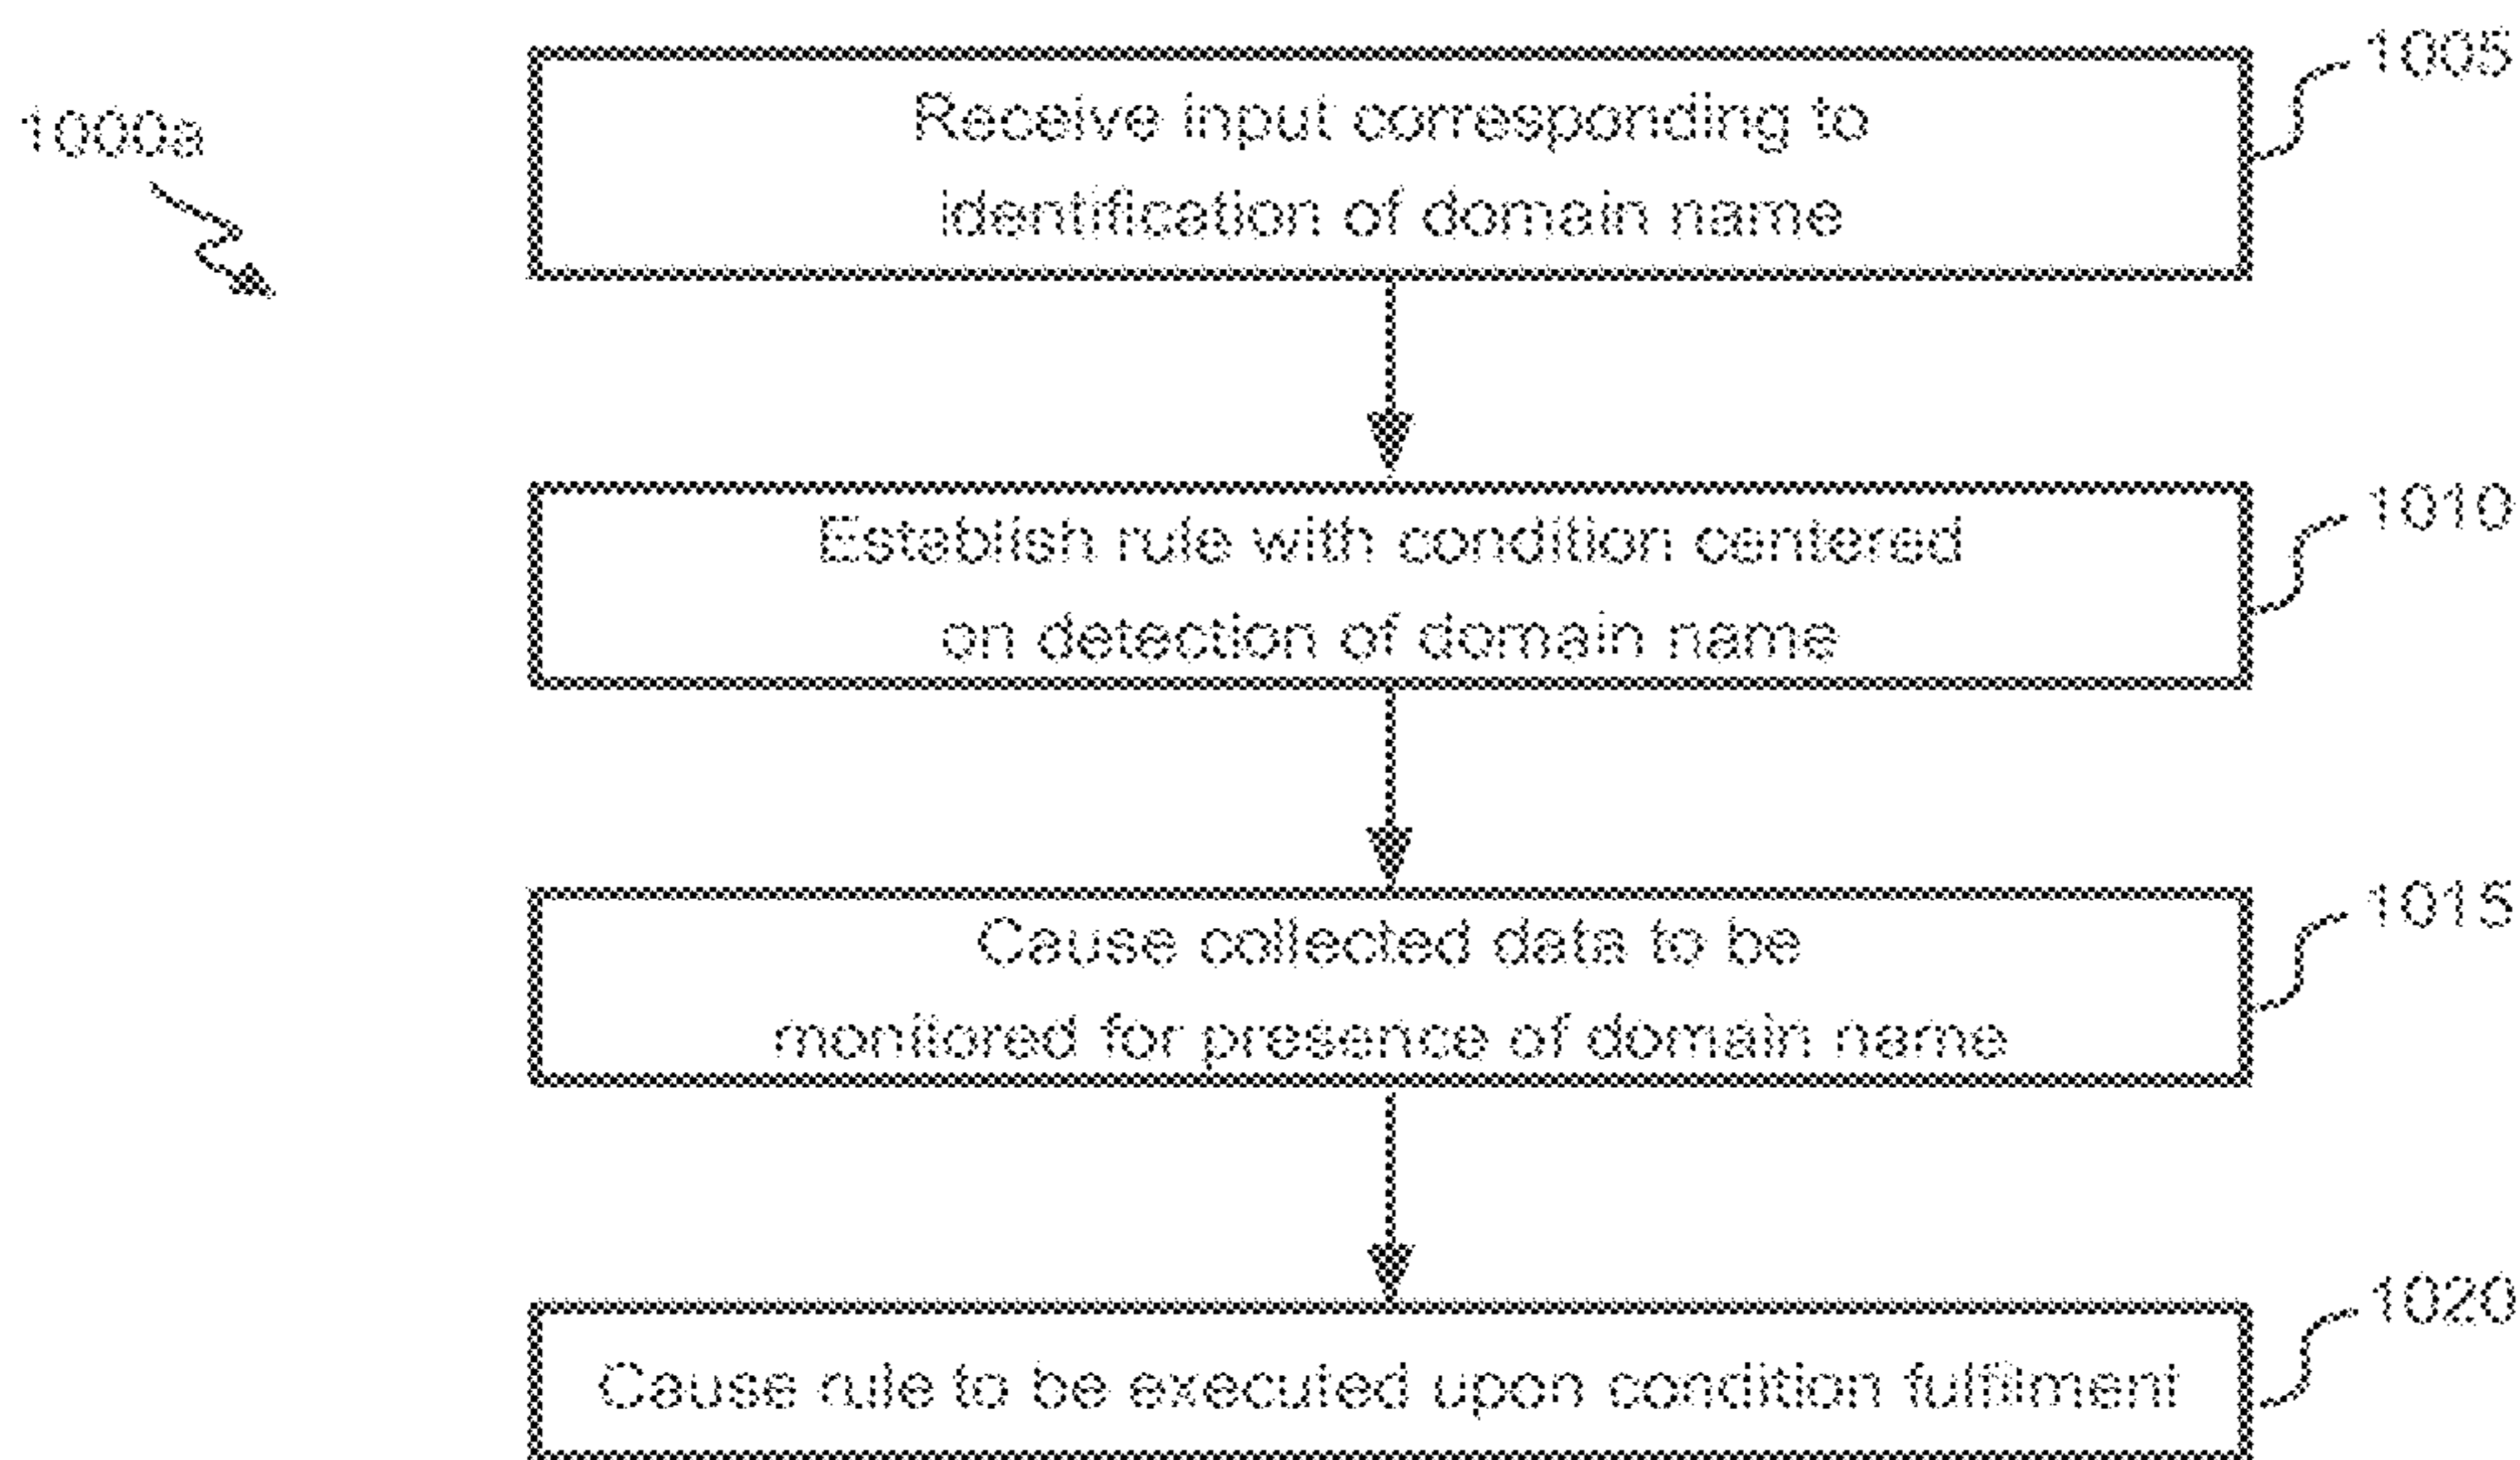 1005
1000a
Receive input corresponding to
identification of domain name
1010
Establish rule with condition centered
on detection of domain name
1015
Cause collected data to be
monitored for presence of domain name
1020
Cause rule to be executed upon condition fulfilment